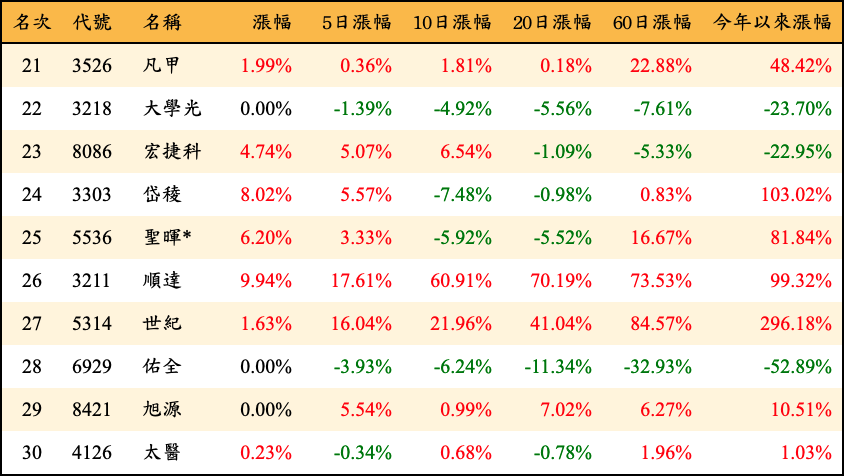 名次 代號 名稱 漲幅 5日漲幅 10日漲幅 20日漲幅 60日漲幅 今年以來漲幅
21 3526 凡甲 1.99% 0.36% 1.81% 0.18% 22.88% 48.42%
22 3218 大學光 0.00% -1.39% -4.92% -5.56% -7.61% -23.70%
23 8086 宏捷科 4.74% 5.07% 6.54% -1.09% -5.33% -22.95%
24 3303 岱稜 8.02% 5.57% -7.48% -0.98% 0.83% 103.02%
25 5536 聖暉* 6.20% 3.33% -5.92% -5.52% 16.67% 81.84%
26 3211 順達 9.94% 17.61% 60.91% 70.19% 73.53% 99.32%
27 5314 世紀 1.63% 16.04% 21.96% 41.04% 84.57% 296.18%
28 6929 佑全 0.00% -3.93% -6.24% -11.34% -32.93% -52.89%
29 8421 旭源 0.00% 5.54% 0.99% 7.02% 6.27% 10.51%
30 4126 太醫 0.23% -0.34% 0.68% -0.78% 1.96% 1.03%